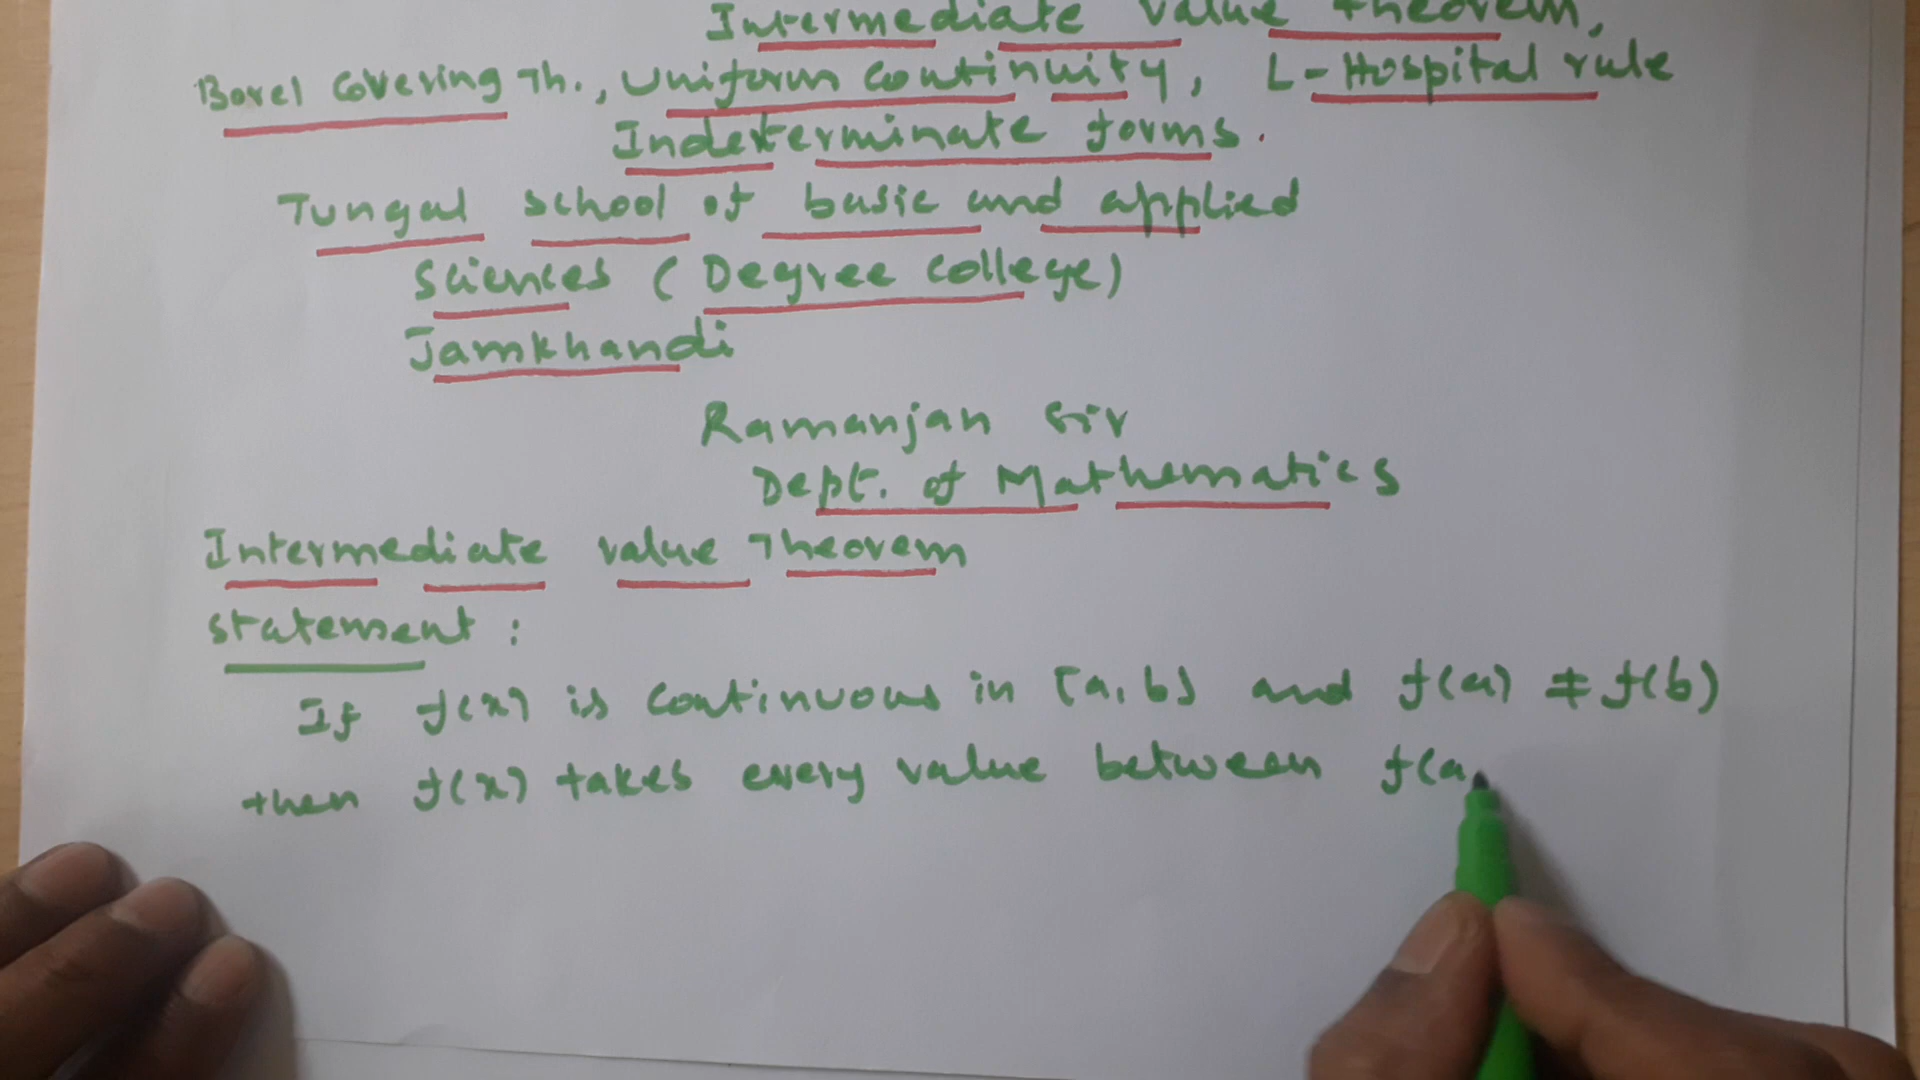 Intermediate value theorem,
Borel covering Th., Uniform continuity, L-Hospital rule
Indeterminate forms.
Tungal school of basic and applied
Sciences (Degree college)
Jamkhandi
Ramanjan Sir
Dept. of Mathematics
Intermediate value Theorem
statement :
If f(x) is continuous in [a, b] and f(a) ≠ f(b)
then f(x) takes every value between f(a